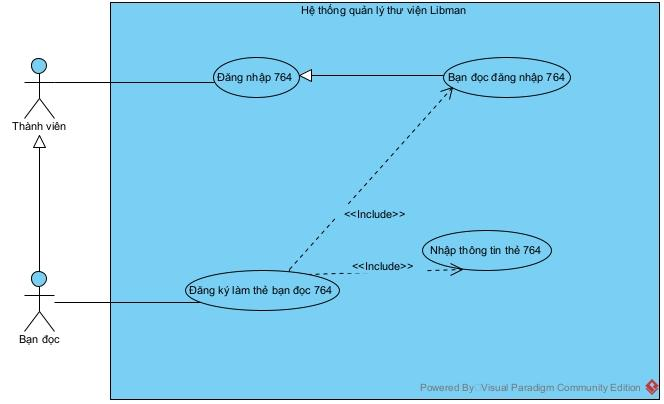 Hệ thống quản lý thư viện Libman
Đăng nhập 764
Bạn đọc đăng nhập 764
Thành viên
<<Include>>
Nhập thông tin thẻ 764
<<Include>>
Đăng ký làm thẻ bạn đọc 764
Bạn đọc
Powered By Visual Paradigm Community Edition